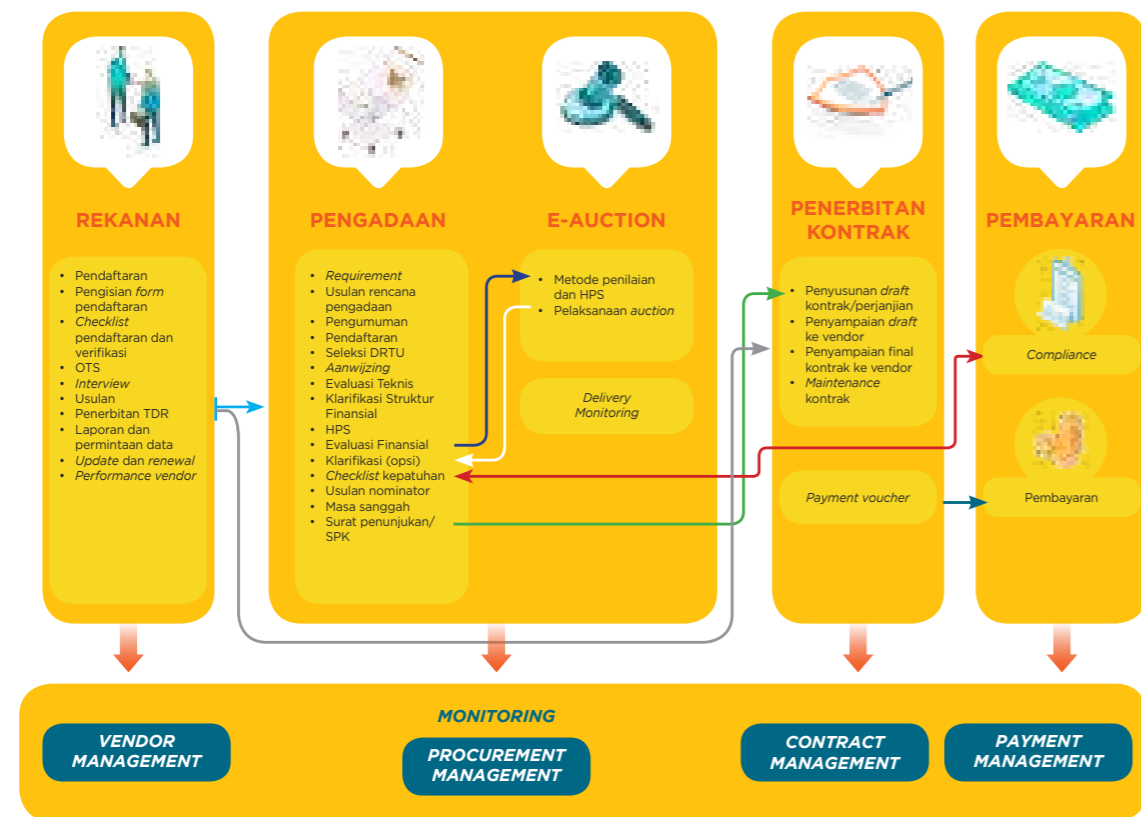 REKANAN
• Pendaftaran
• Pengisian form
pendaftaran
• Checklist
pendaftaran dan
verifikasi
• OTS
• Interview
• Usulan
• Penerbitan TDR
• Laporan dan
permintaan data
• Update dan renewal
• Performance vendor
PENGADAAN
• Requirement
• Usulan rencana
pengadaan
• Pengumuman
• Pendaftaran
• Seleksi DRTU
• Aanwijzing
• Evaluasi Teknis
• Klarifikasi Struktur
Finansial
• HPS
• Evaluasi Finansial
• Klarifikasi (opsi)
• Checklist kepatuhan
• Usulan nominator
• Masa sanggah
• Surat penunjukan/
SPK
E-AUCTION
• Metode penilaian
dan HPS
• Pelaksanaan auction
Delivery
Monitoring
PENERBITAN
KONTRAK
• Penyusunan draft
kontrak/perjanjian
• Penyampaian draft
ke vendor
• Penyampaian final
kontrak ke vendor
• Maintenance
kontrak
Payment voucher
PEMBAYARAN
Compliance
Pembayaran
MONITORING
VENDOR
MANAGEMENT
PROCUREMENT
MANAGEMENT
CONTRACT
MANAGEMENT
PAYMENT
MANAGEMENT